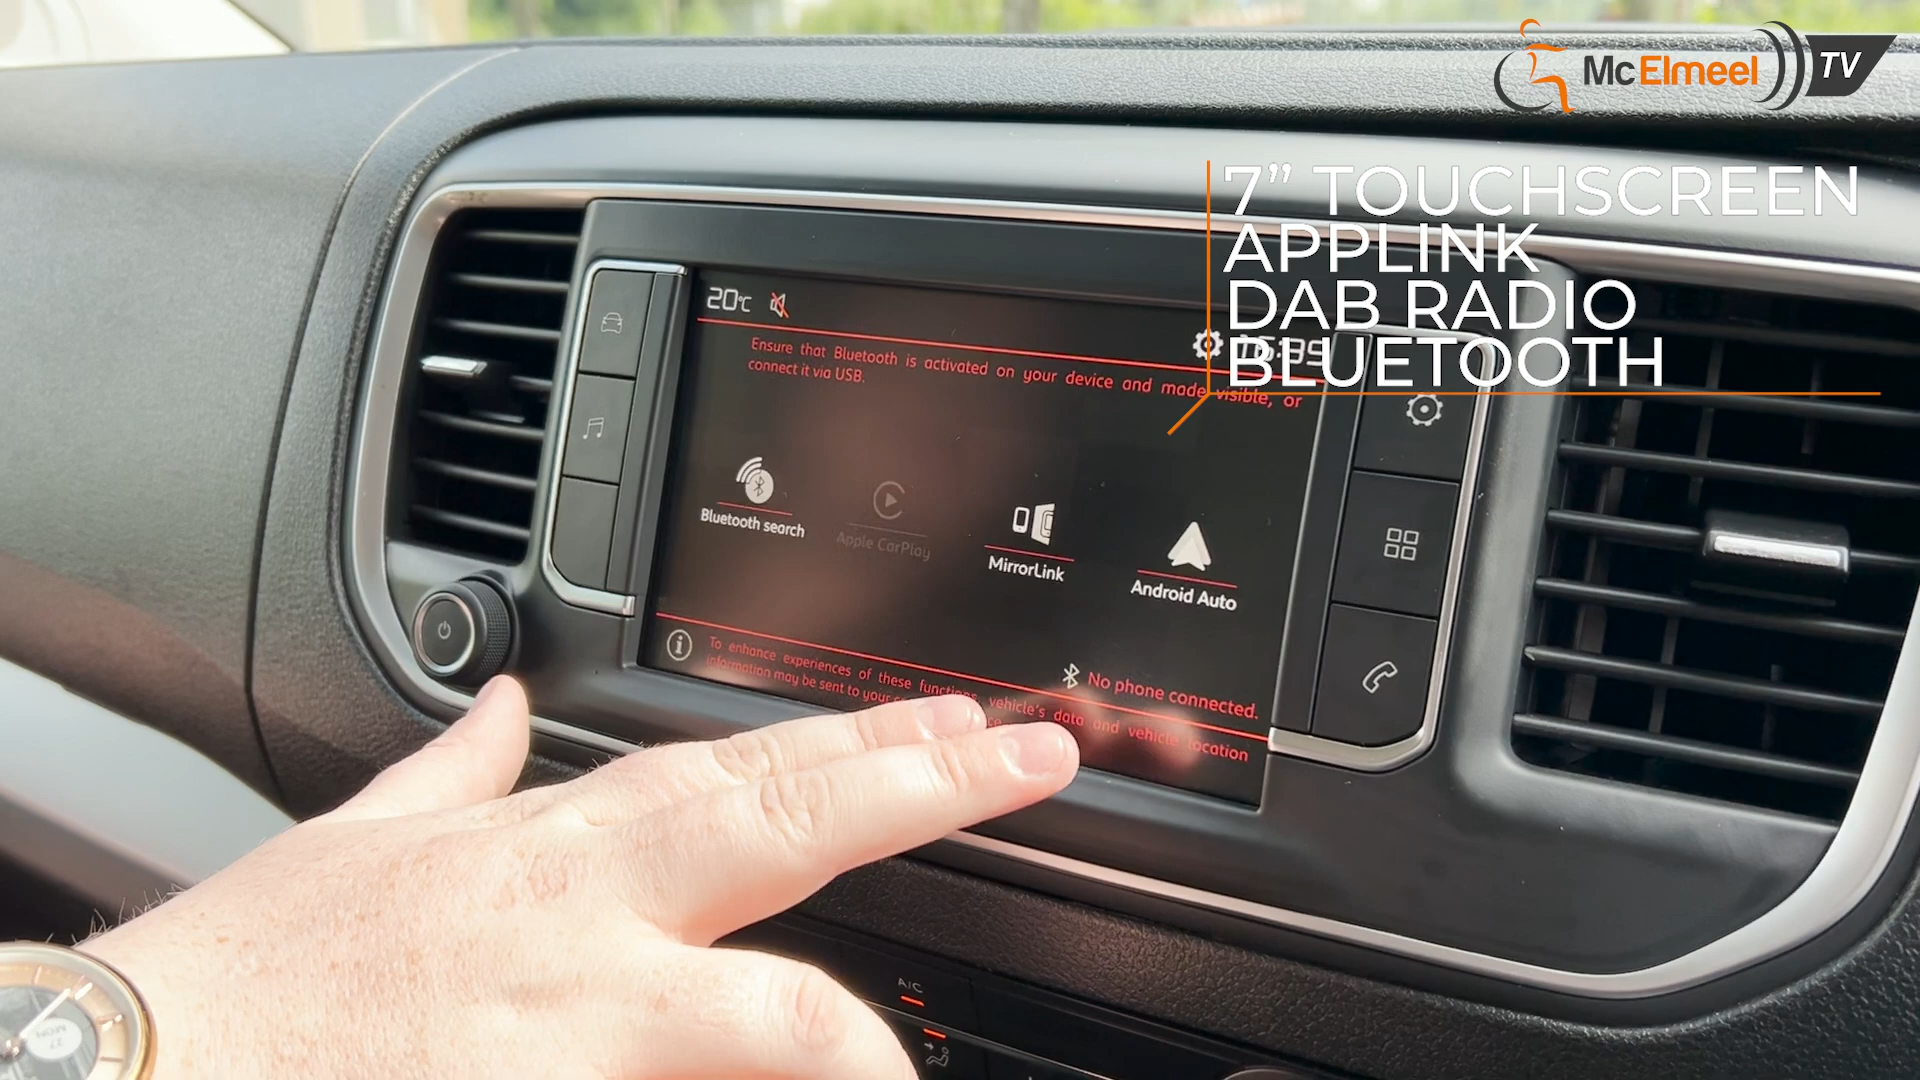 McElmeel TV
7” TOUCHSCREEN
APPLINK
DAB RADIO
BLUETOOTH
20°C
Ensure that Bluetooth is activated on your device and made visible, or
connect it via USB.
Bluetooth search
Apple CarPlay
MirrorLink
Android Auto
No phone connected.
To enhance experiences of these functions, vehicle's data and vehicle location
information may be sent to your
A/C
MON